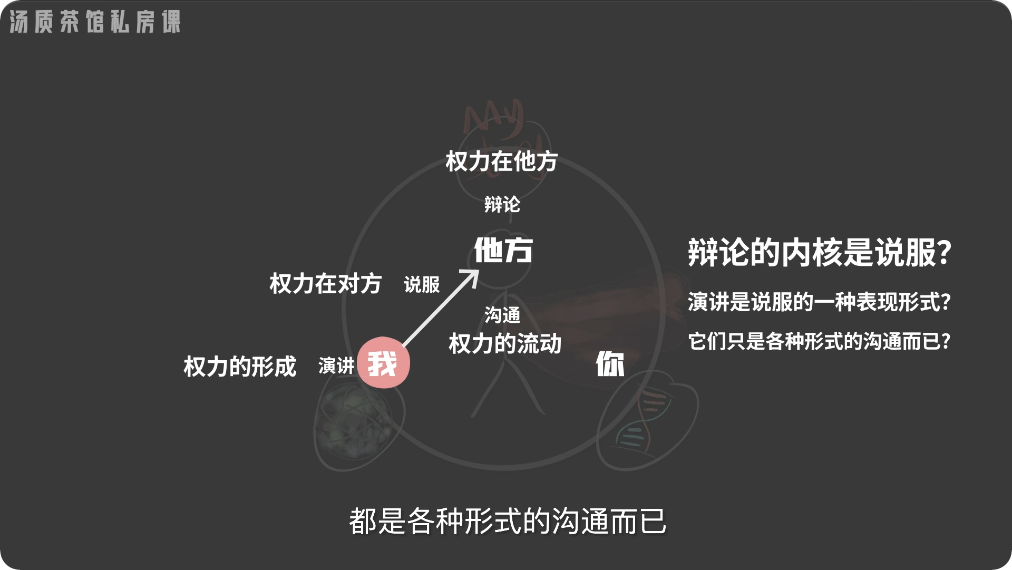 汤质茶馆私房课
权力在他方
辩论
他方
权力在对方
说服
沟通
权力的流动
权力的形成
演讲
我
你
辩论的内核是说服？
演讲是说服的一种表现形式？
它们只是各种形式的沟通而已？
都是各种形式的沟通而已